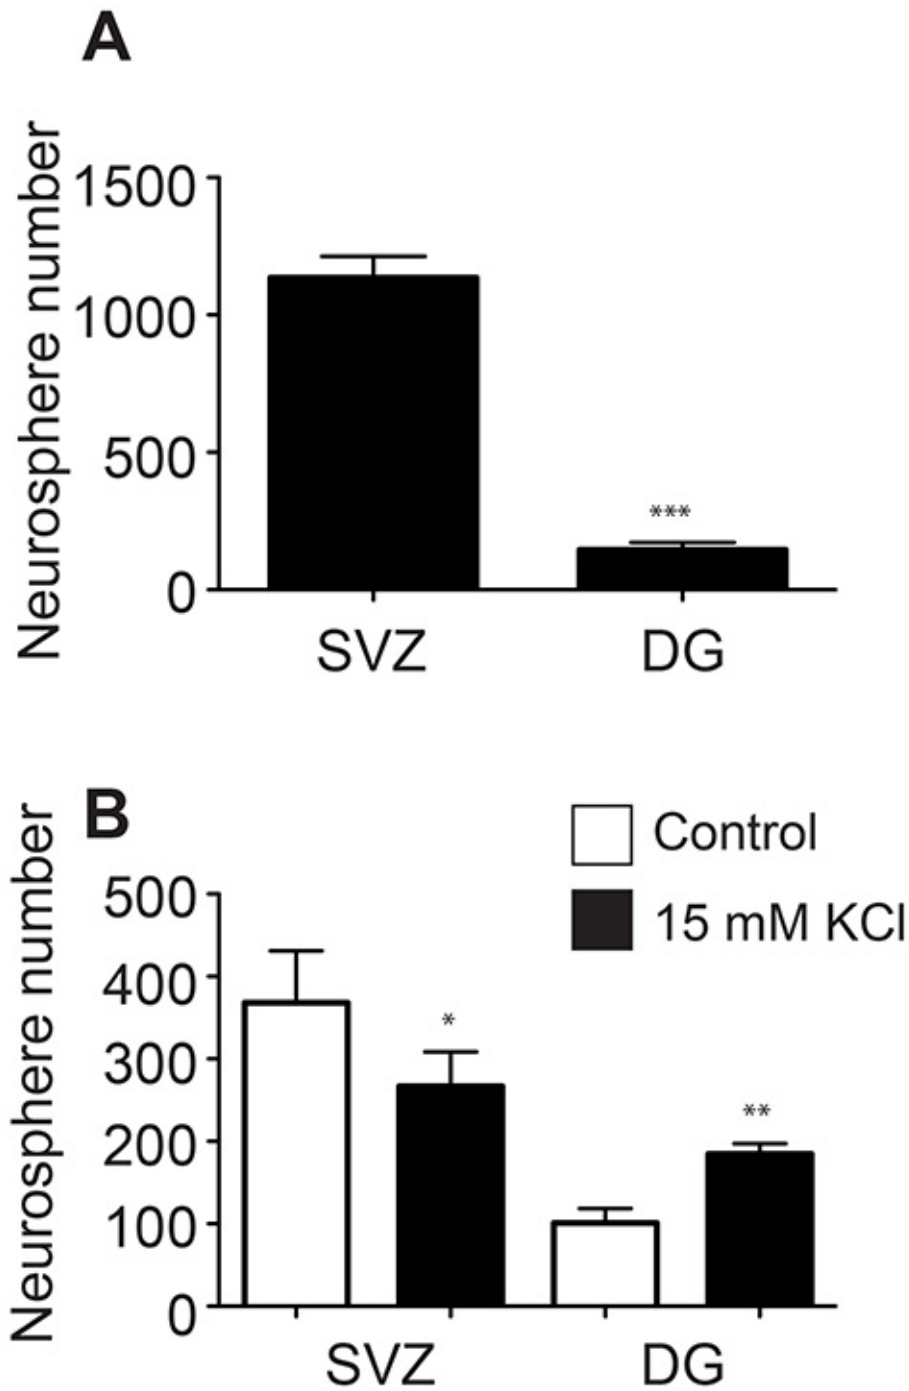 A
Neurosphere number
1500
1000
500
0
***
SVZ
DG
B
Control
15 mM KCl
Neurosphere number
500
400
300
200
100
0
*
**
SVZ
DG